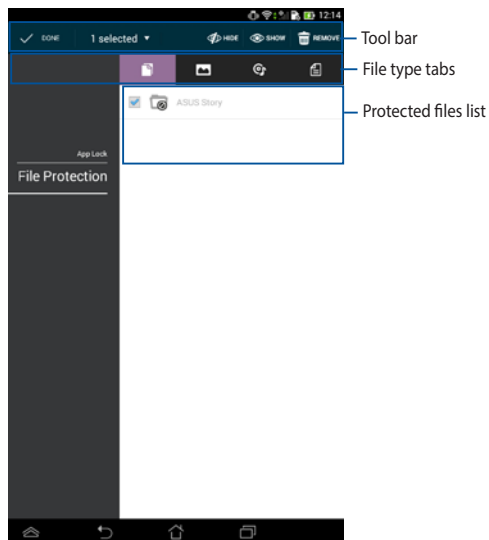 12:14
DONE 1 selected HIDE SHOW REMOVE
Tool bar
File type tabs
ASUS Story
Protected files list
App Lock
File Protection